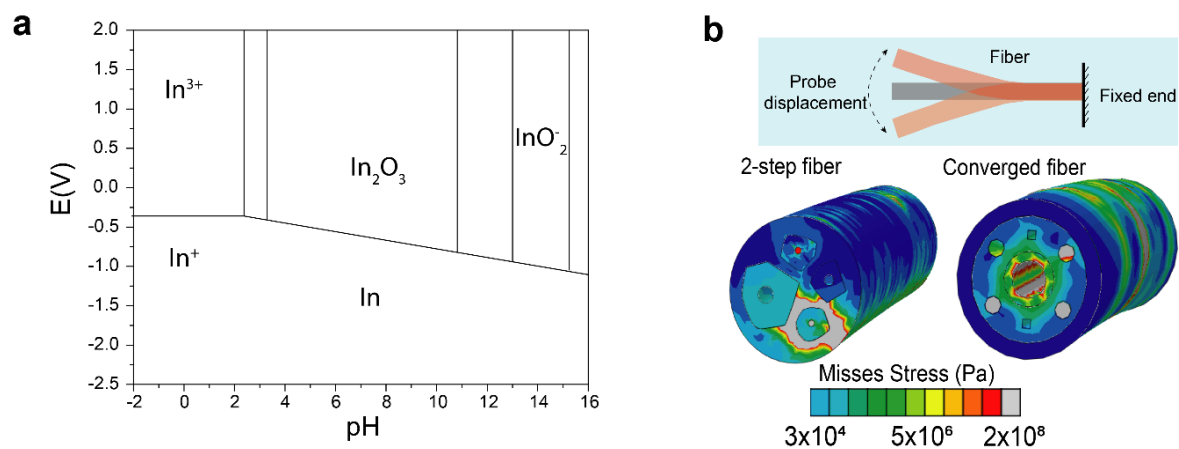 a
2.0
1.5
1.0
0.5
0.0
-0.5
-1.0
-1.5
-2.0
-2.5
E(V)
In³⁺
In₂O₃
InO⁻₂
In⁺
In
-2 0 2 4 6 8 10 12 14 16
pH
b
Fiber
Probe
displacement
Fixed end
2-step fiber
Converged fiber
Misses Stress (Pa)
3x10⁴ 5x10⁶ 2x10⁸